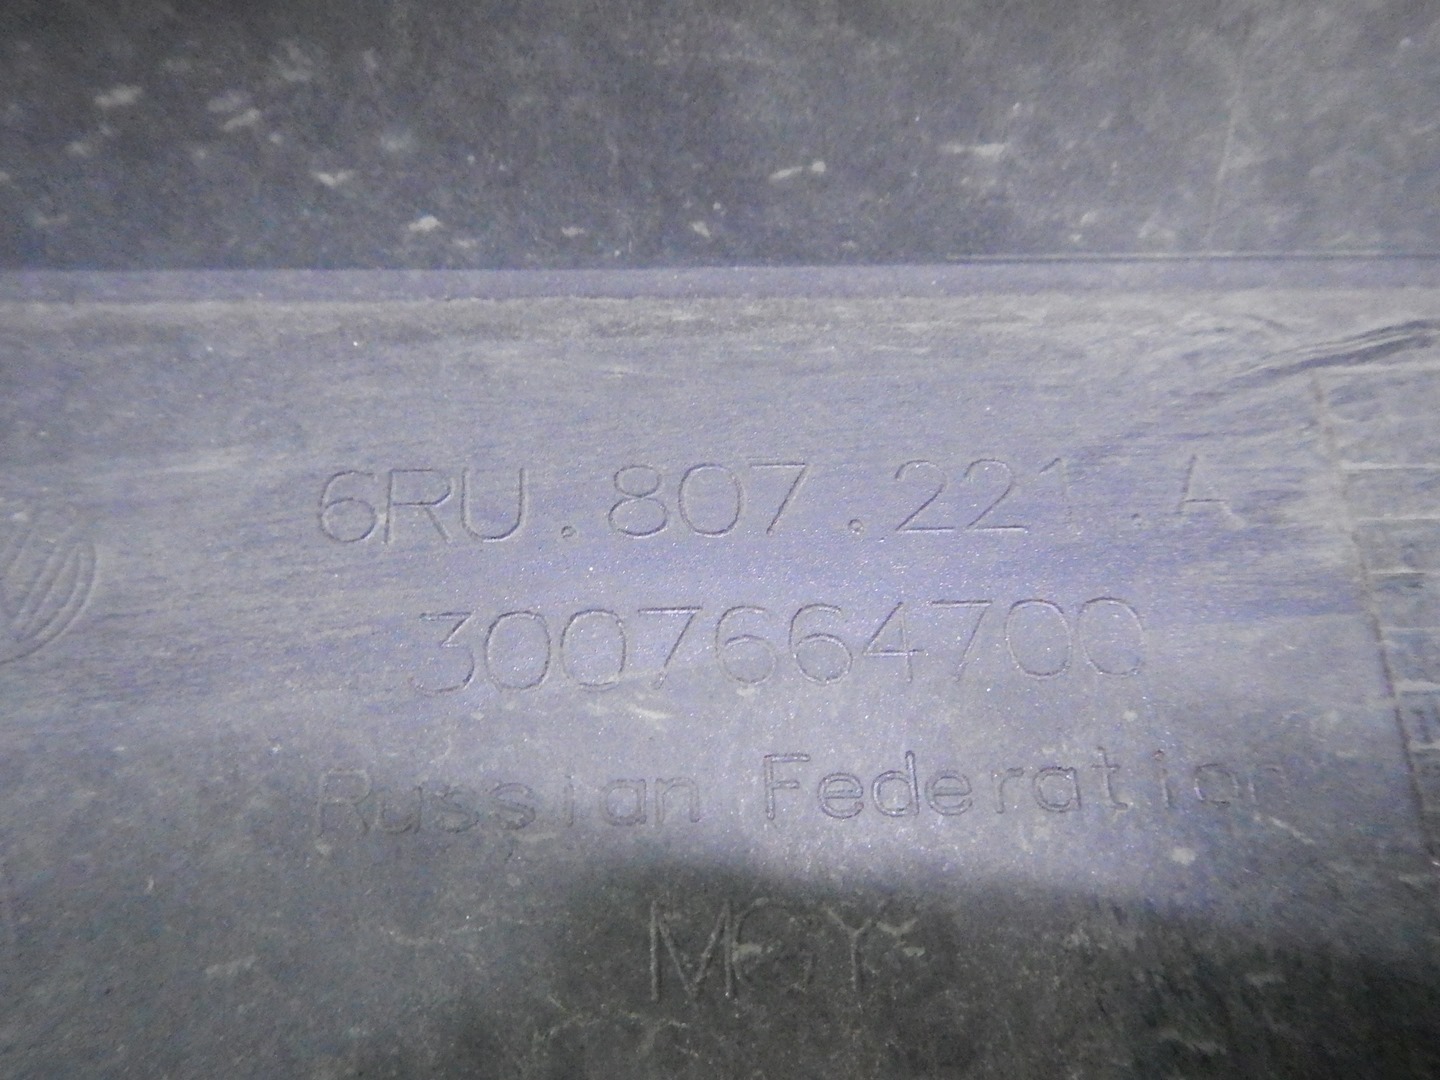 6RU.807.221.A
3007664700
Russian Federation
MGY